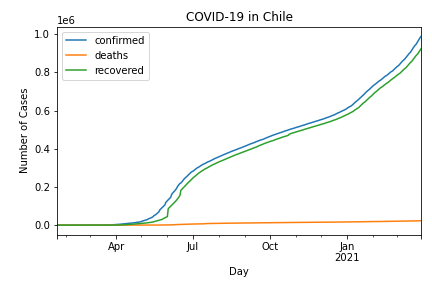 COVID-19 in Chile
1e6
confirmed
deaths
recovered
Number of Cases
1.0
0.8
0.6
0.4
0.2
0.0
Apr
Jul
Oct
Jan
2021
Day